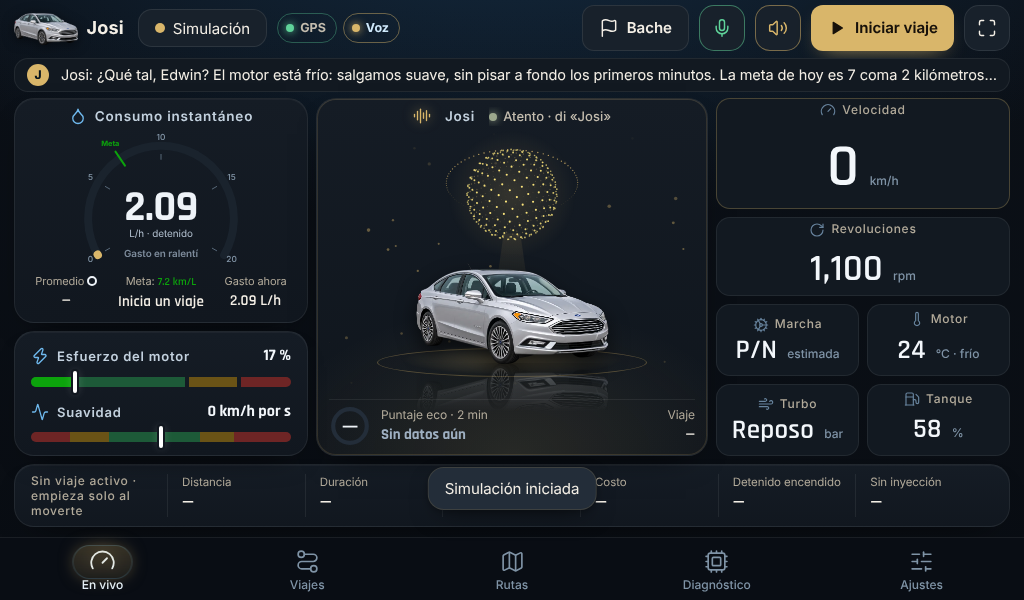 Josi
Simulación
GPS
Voz
Bache
Iniciar viaje
J
Josi: ¿Qué tal, Edwin? El motor está frío: salgamos suave, sin pisar a fondo los primeros minutos. La meta de hoy es 7 coma 2 kilómetros...
Consumo instantáneo
Meta
0
5
10
15
20
2.09
L/h · detenido
Gasto en ralentí
Promedio
–
Meta: 7.2 km/L
Inicia un viaje
Gasto ahora
2.09 L/h
Esfuerzo del motor
17 %
Suavidad
0 km/h por s
Josi
Atento · di «Josi»
–
Puntaje eco · 2 min
Sin datos aún
Viaje
–
Velocidad
0 km/h
Revoluciones
1,100 rpm
Marcha
P/N estimada
Motor
24 °C · frío
Turbo
Reposo bar
Tanque
58 %
Sin viaje activo ·
empieza solo al
moverte
Distancia
–
Duración
–
Simulación iniciada
Costo
–
Detenido encendido
–
Sin inyección
–
En vivo
Viajes
Rutas
Diagnóstico
Ajustes